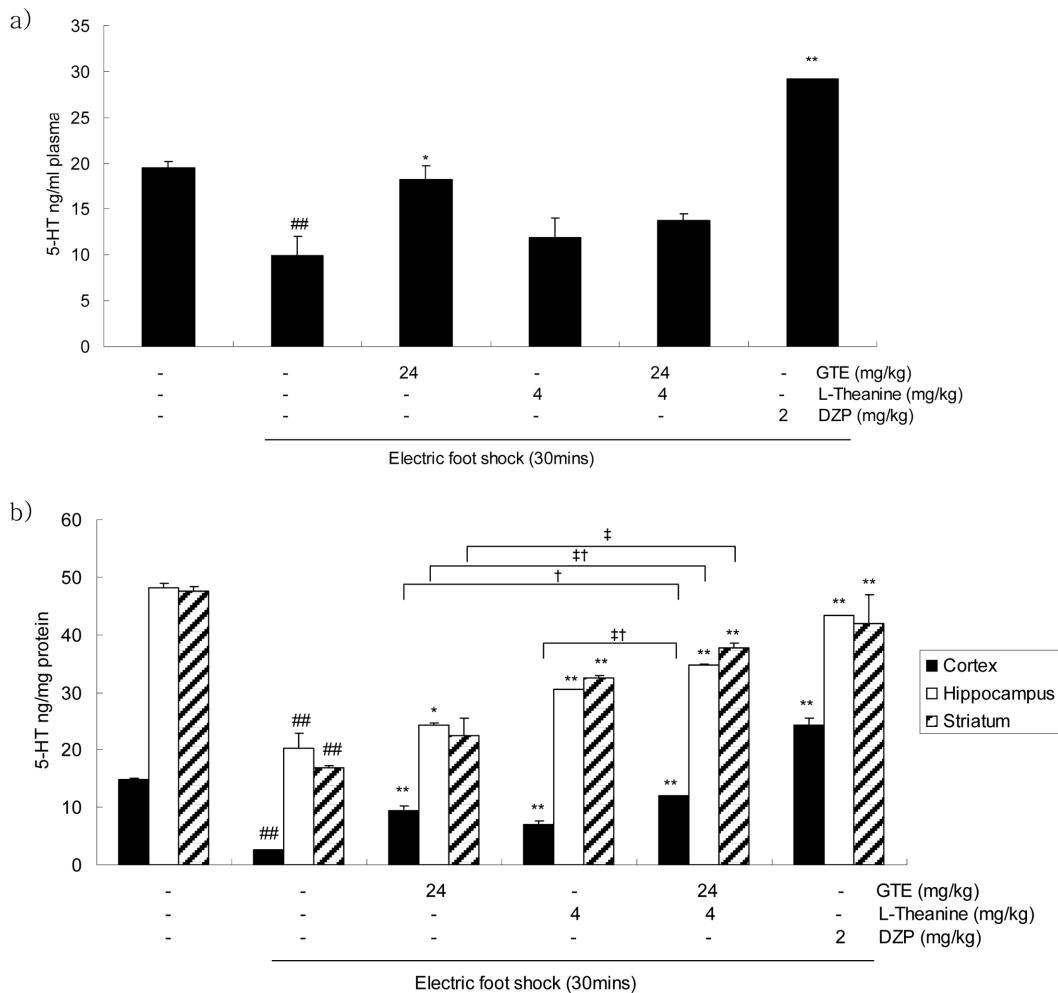 a)
35
30
25
20
15
10
5
0
5-HT ng/ml plasma
##
*
**
- - 24 - 24 - GTE (mg/kg)
- - - 4 4 - L-Theanine (mg/kg)
- - - - - 2 DZP (mg/kg)
Electric foot shock (30mins)
b)
60
50
40
30
20
10
0
5-HT ng/mg protein
‡
‡†
†
‡†
## ## ##
** *
** ** **
** ** **
** ** **
Cortex
Hippocampus
Striatum
- - 24 - 24 - GTE (mg/kg)
- - - 4 4 - L-Theanine (mg/kg)
- - - - - 2 DZP (mg/kg)
Electric foot shock (30mins)